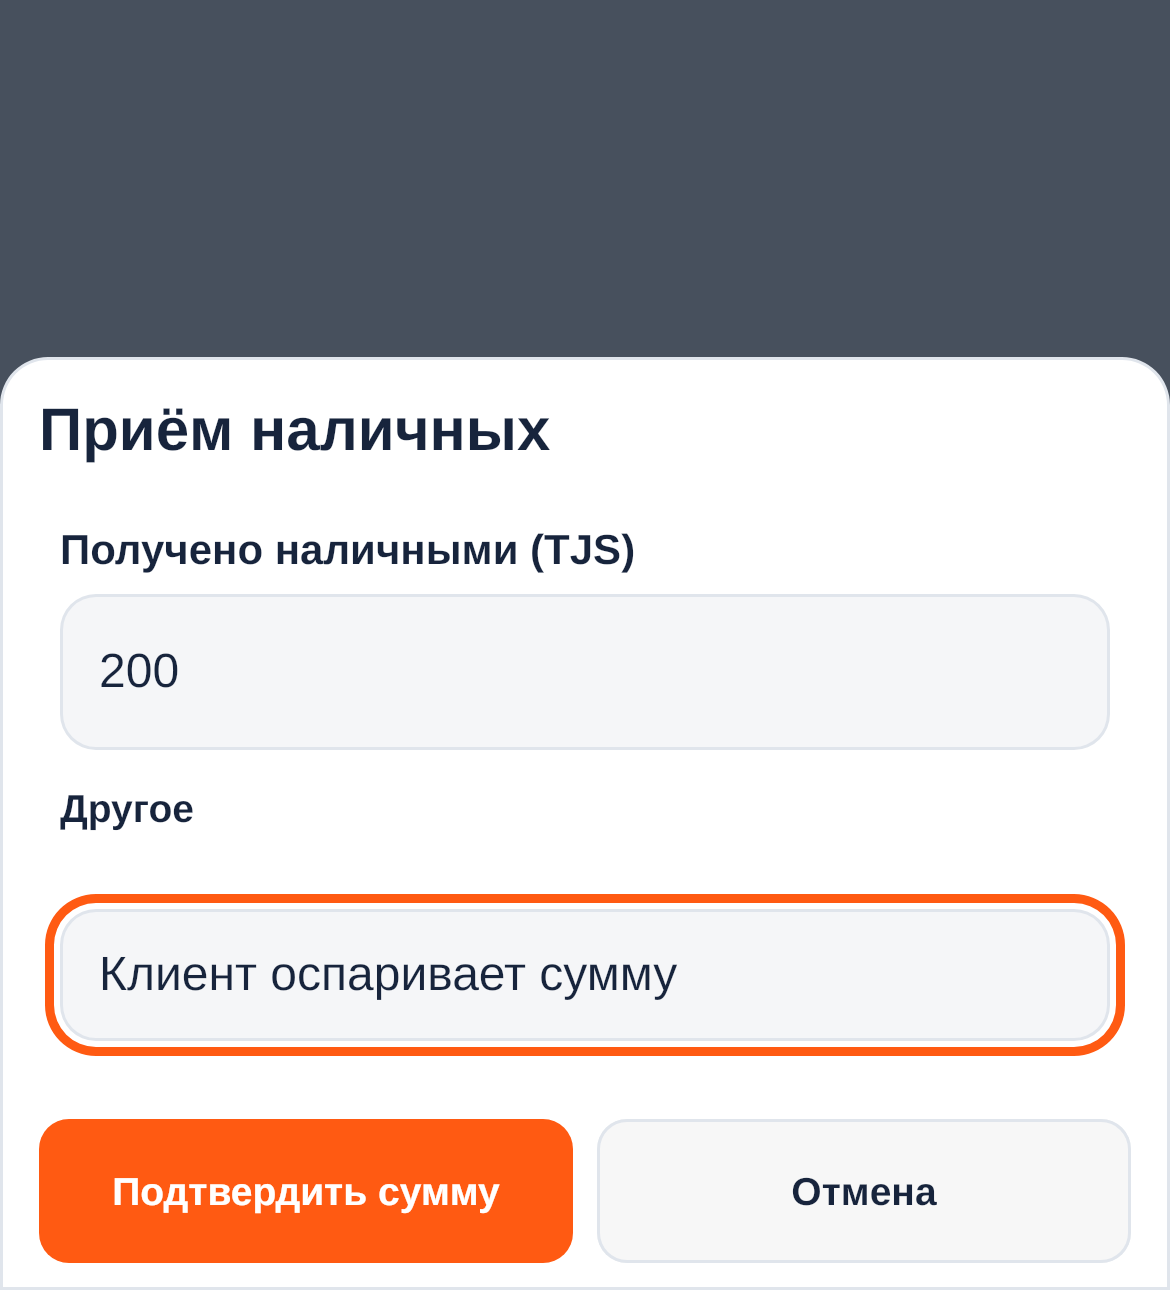 Приём наличных
Получено наличными (TJS)
200
Другое
Клиент оспаривает сумму
Подтвердить сумму
Отмена